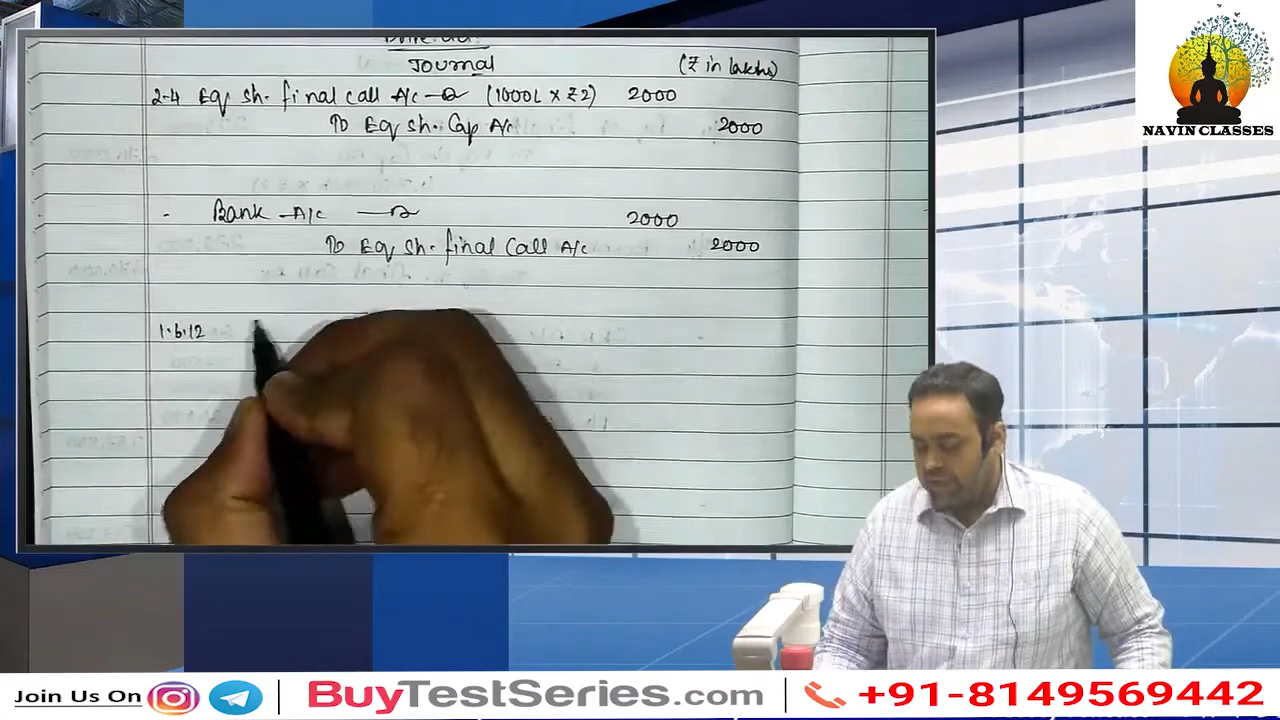 Journal (₹ in lakhs)
2-4 Eq sh. final call A/c - Dr (1000L x ₹2) 2000
To Eq sh. Cap A/c 2000
- Bank A/c — Dr 2000
To Eq sh. final Call A/c 2000
1.6.12
NAVIN CLASSES
Join Us On BuyTestSeries.com +91-8149569442